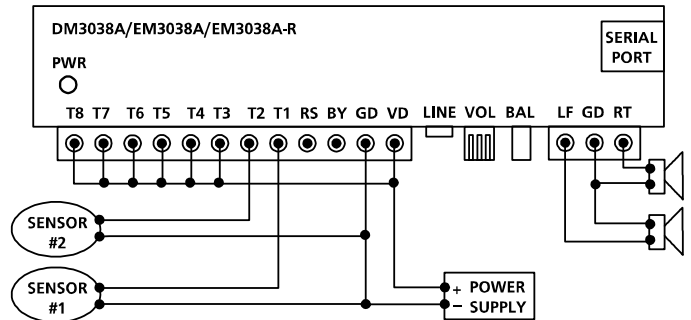 DM3038A/EM3038A/EM3038A-R
SERIAL
PORT
PWR
T8 T7 T6 T5 T4 T3 T2 T1 RS BY GD VD LINE VOL BAL LF GD RT
SENSOR
#2
SENSOR
#1
+ POWER
− SUPPLY